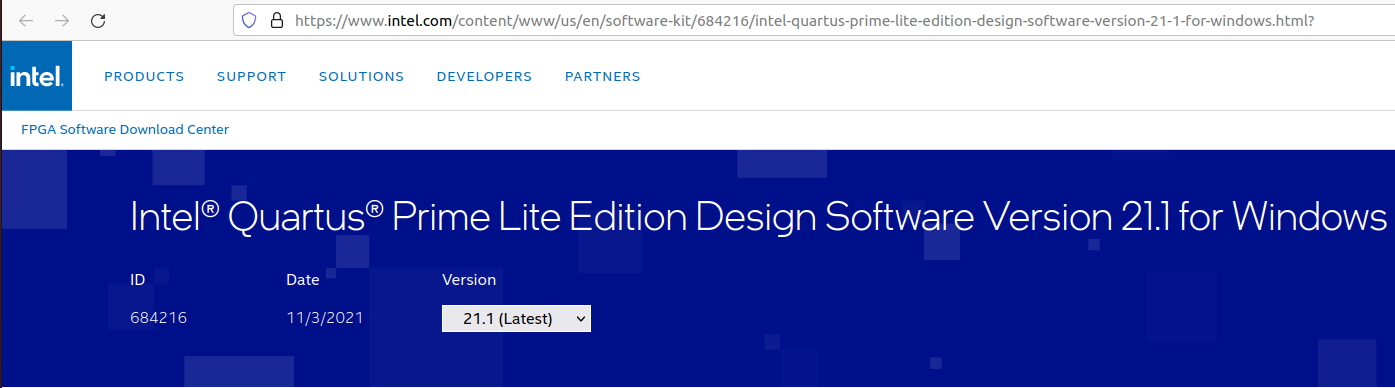 https://www.intel.com/content/www/us/en/software-kit/684216/intel-quartus-prime-lite-edition-design-software-version-21-1-for-windows.html?
intel. PRODUCTS SUPPORT SOLUTIONS DEVELOPERS PARTNERS
FPGA Software Download Center
Intel® Quartus® Prime Lite Edition Design Software Version 21.1 for Windows
ID Date Version
684216 11/3/2021 21.1 (Latest)